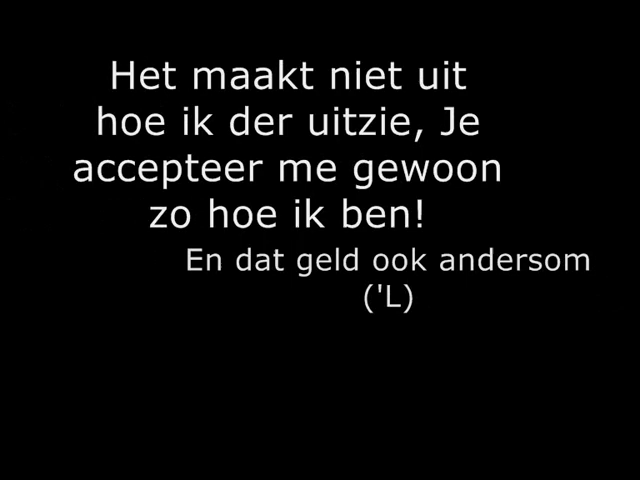 Het maakt niet uit
hoe ik der uitzie, Je
accepteer me gewoon
zo hoe ik ben!
En dat geld ook andersom
('L)